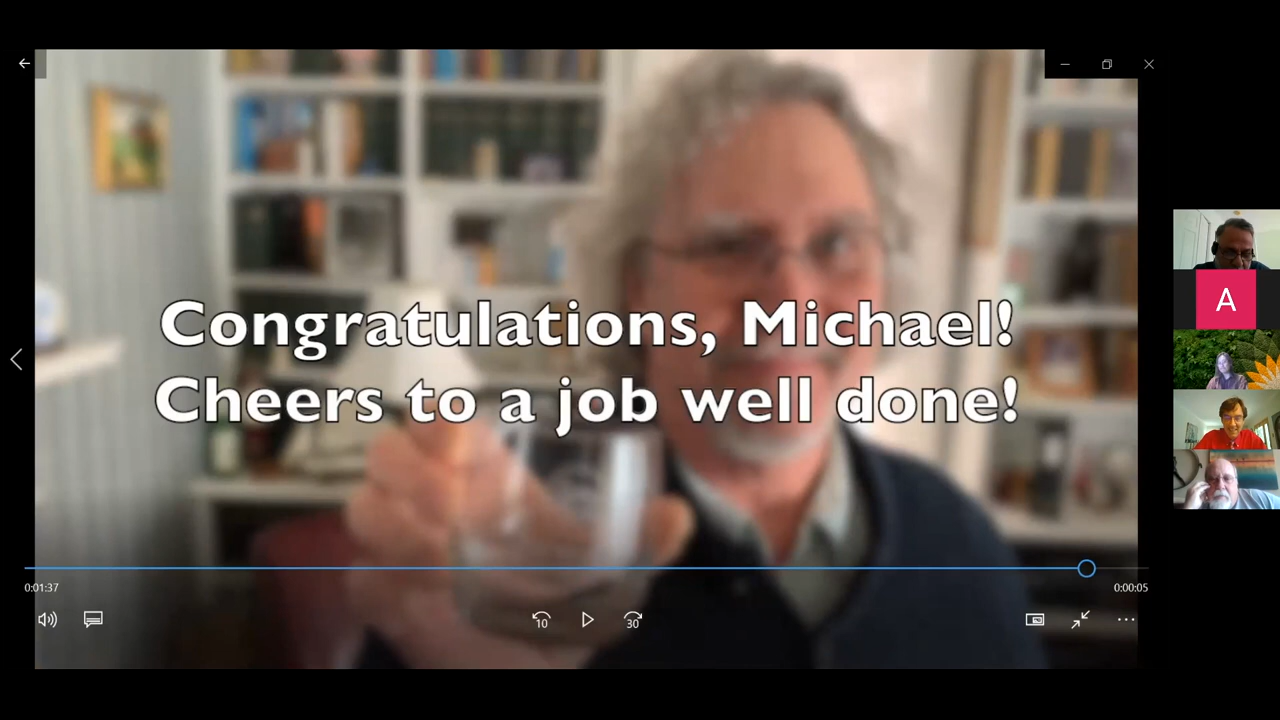 Congratulations, Michael!
Cheers to a job well done!
A
0:01:37
0:00:05
10
30